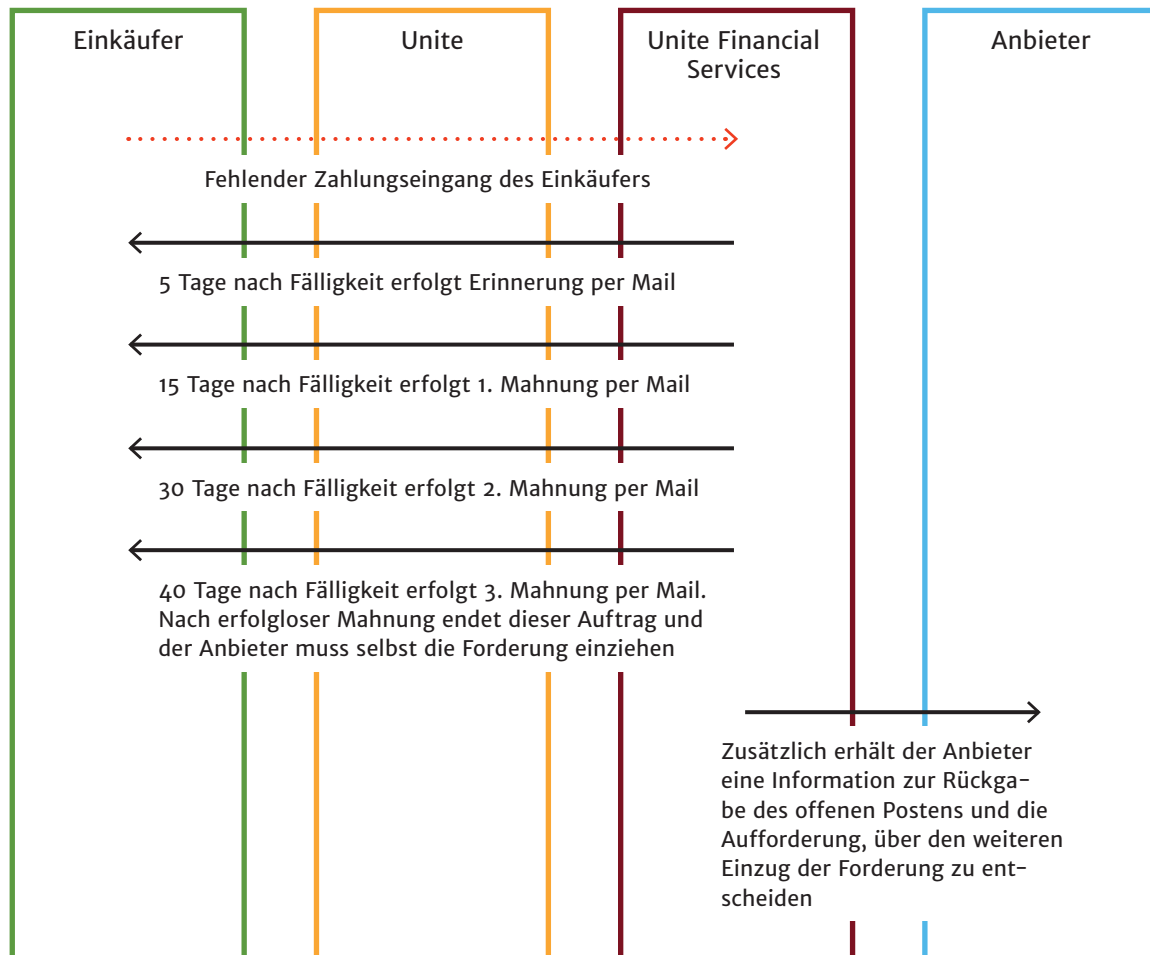 Einkäufer
Unite
Unite Financial
Services
Anbieter
Fehlender Zahlungseingang des Einkäufers
5 Tage nach Fälligkeit erfolgt Erinnerung per Mail
15 Tage nach Fälligkeit erfolgt 1. Mahnung per Mail
30 Tage nach Fälligkeit erfolgt 2. Mahnung per Mail
40 Tage nach Fälligkeit erfolgt 3. Mahnung per Mail.
Nach erfolgloser Mahnung endet dieser Auftrag und
der Anbieter muss selbst die Forderung einziehen
Zusätzlich erhält der Anbieter
eine Information zur Rückga-
be des offenen Postens und die
Aufforderung, über den weiteren
Einzug der Forderung zu ent-
scheiden